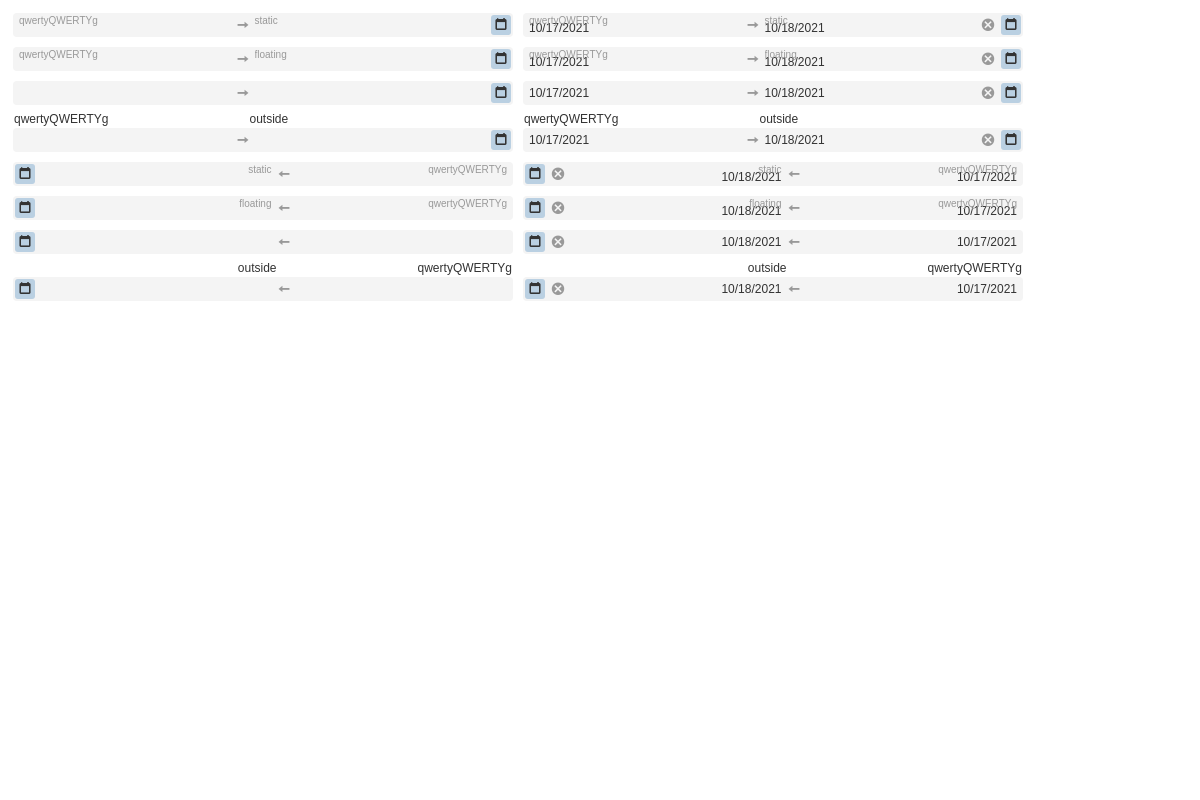 qwertyQWERTYg static qwertyQWERTYg static
10/17/2021 10/18/2021
qwertyQWERTYg floating qwertyQWERTYg floating
10/17/2021 10/18/2021
10/17/2021 10/18/2021
qwertyQWERTYg outside qwertyQWERTYg outside
10/17/2021 10/18/2021
static qwertyQWERTYg static qwertyQWERTYg
10/18/2021 10/17/2021
floating qwertyQWERTYg floating qwertyQWERTYg
10/18/2021 10/17/2021
10/18/2021 10/17/2021
outside qwertyQWERTYg outside qwertyQWERTYg
10/18/2021 10/17/2021